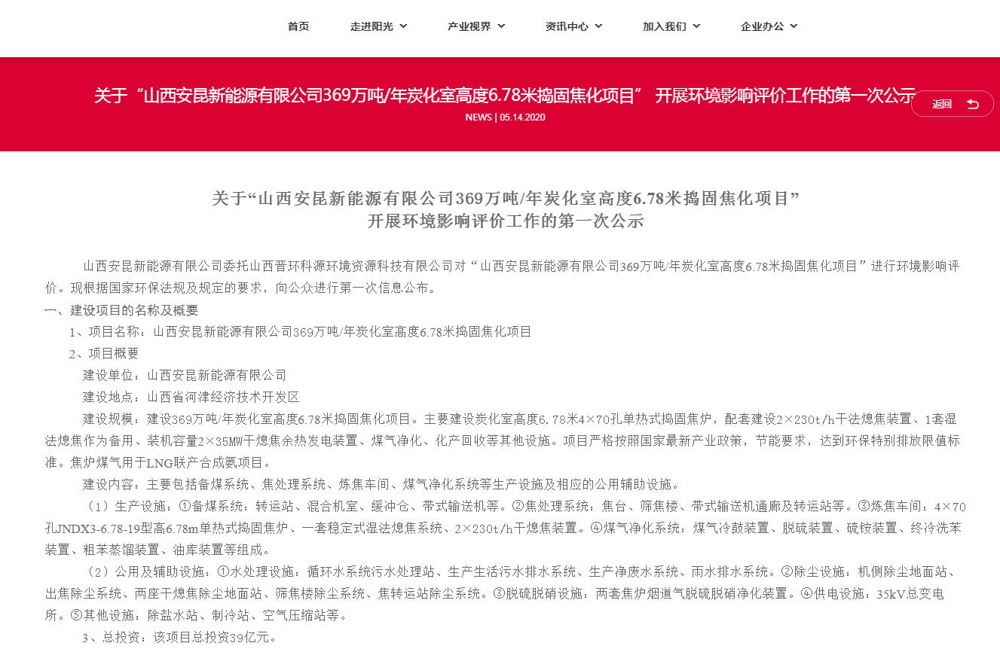 首页 走进阳光 产业视界 资讯中心 加入我们 企业办公
关于“山西安昆新能源有限公司369万吨/年炭化室高度6.78米捣固焦化项目” 开展环境影响评价工作的第一次公示
返回
NEWS | 05.14.2020
关于“山西安昆新能源有限公司369万吨/年炭化室高度6.78米捣固焦化项目”
开展环境影响评价工作的第一次公示
山西安昆新能源有限公司委托山西晋环科源环境资源科技有限公司对“山西安昆新能源有限公司369万吨/年炭化室高度6.78米捣固焦化项目”进行环境影响评
价。现根据国家环保法规及规定的要求，向公众进行第一次信息公布。
一、建设项目的名称及概要
1、项目名称：山西安昆新能源有限公司369万吨/年炭化室高度6.78米捣固焦化项目
2、项目概要
建设单位：山西安昆新能源有限公司
建设地点：山西省河津经济技术开发区
建设规模：建设369万吨/年炭化室高度6.78米捣固焦化项目。主要建设炭化室高度6.78米4×70孔单热式捣固焦炉，配套建设2×230t/h干法熄焦装置、1套湿
法熄焦作为备用、装机容量2×35MW干熄焦余热发电装置、煤气净化、化产回收等其他设施。项目严格按照国家最新产业政策，节能要求，达到环保特别排放限值标
准。焦炉煤气用于LNG联产合成氨项目。
建设内容：主要包括备煤系统、焦处理系统、炼焦车间、煤气净化系统等生产设施及相应的公用辅助设施。
（1）生产设施：①备煤系统：转运站、混合机室、缓冲仓、带式输送机等。②焦处理系统：焦台、筛焦楼、带式输送机通廊及转运站等。③炼焦车间：4×70
孔JNDX3-6.78-19型高6.78m单热式捣固焦炉、一套稳定式湿法熄焦系统、2×230t/h干熄焦装置。④煤气净化系统：煤气冷鼓装置、脱硫装置、硫铵装置、终冷洗苯
装置、粗苯蒸馏装置、油库装置等组成。
（2）公用及辅助设施：①水处理设施：循环水系统污水处理站、生产生活污水排水系统、生产净废水系统、雨水排水系统。②除尘设施：机侧除尘地面站、
出焦除尘系统、两座干熄焦除尘地面站、筛焦楼除尘系统、焦转运站除尘系统。③脱硫脱硝设施：两套焦炉烟道气脱硫脱硝净化装置。④供电设施：35kV总变电
所。⑤其他设施：除盐水站、制冷站、空气压缩站等。
3、总投资：该项目总投资39亿元。